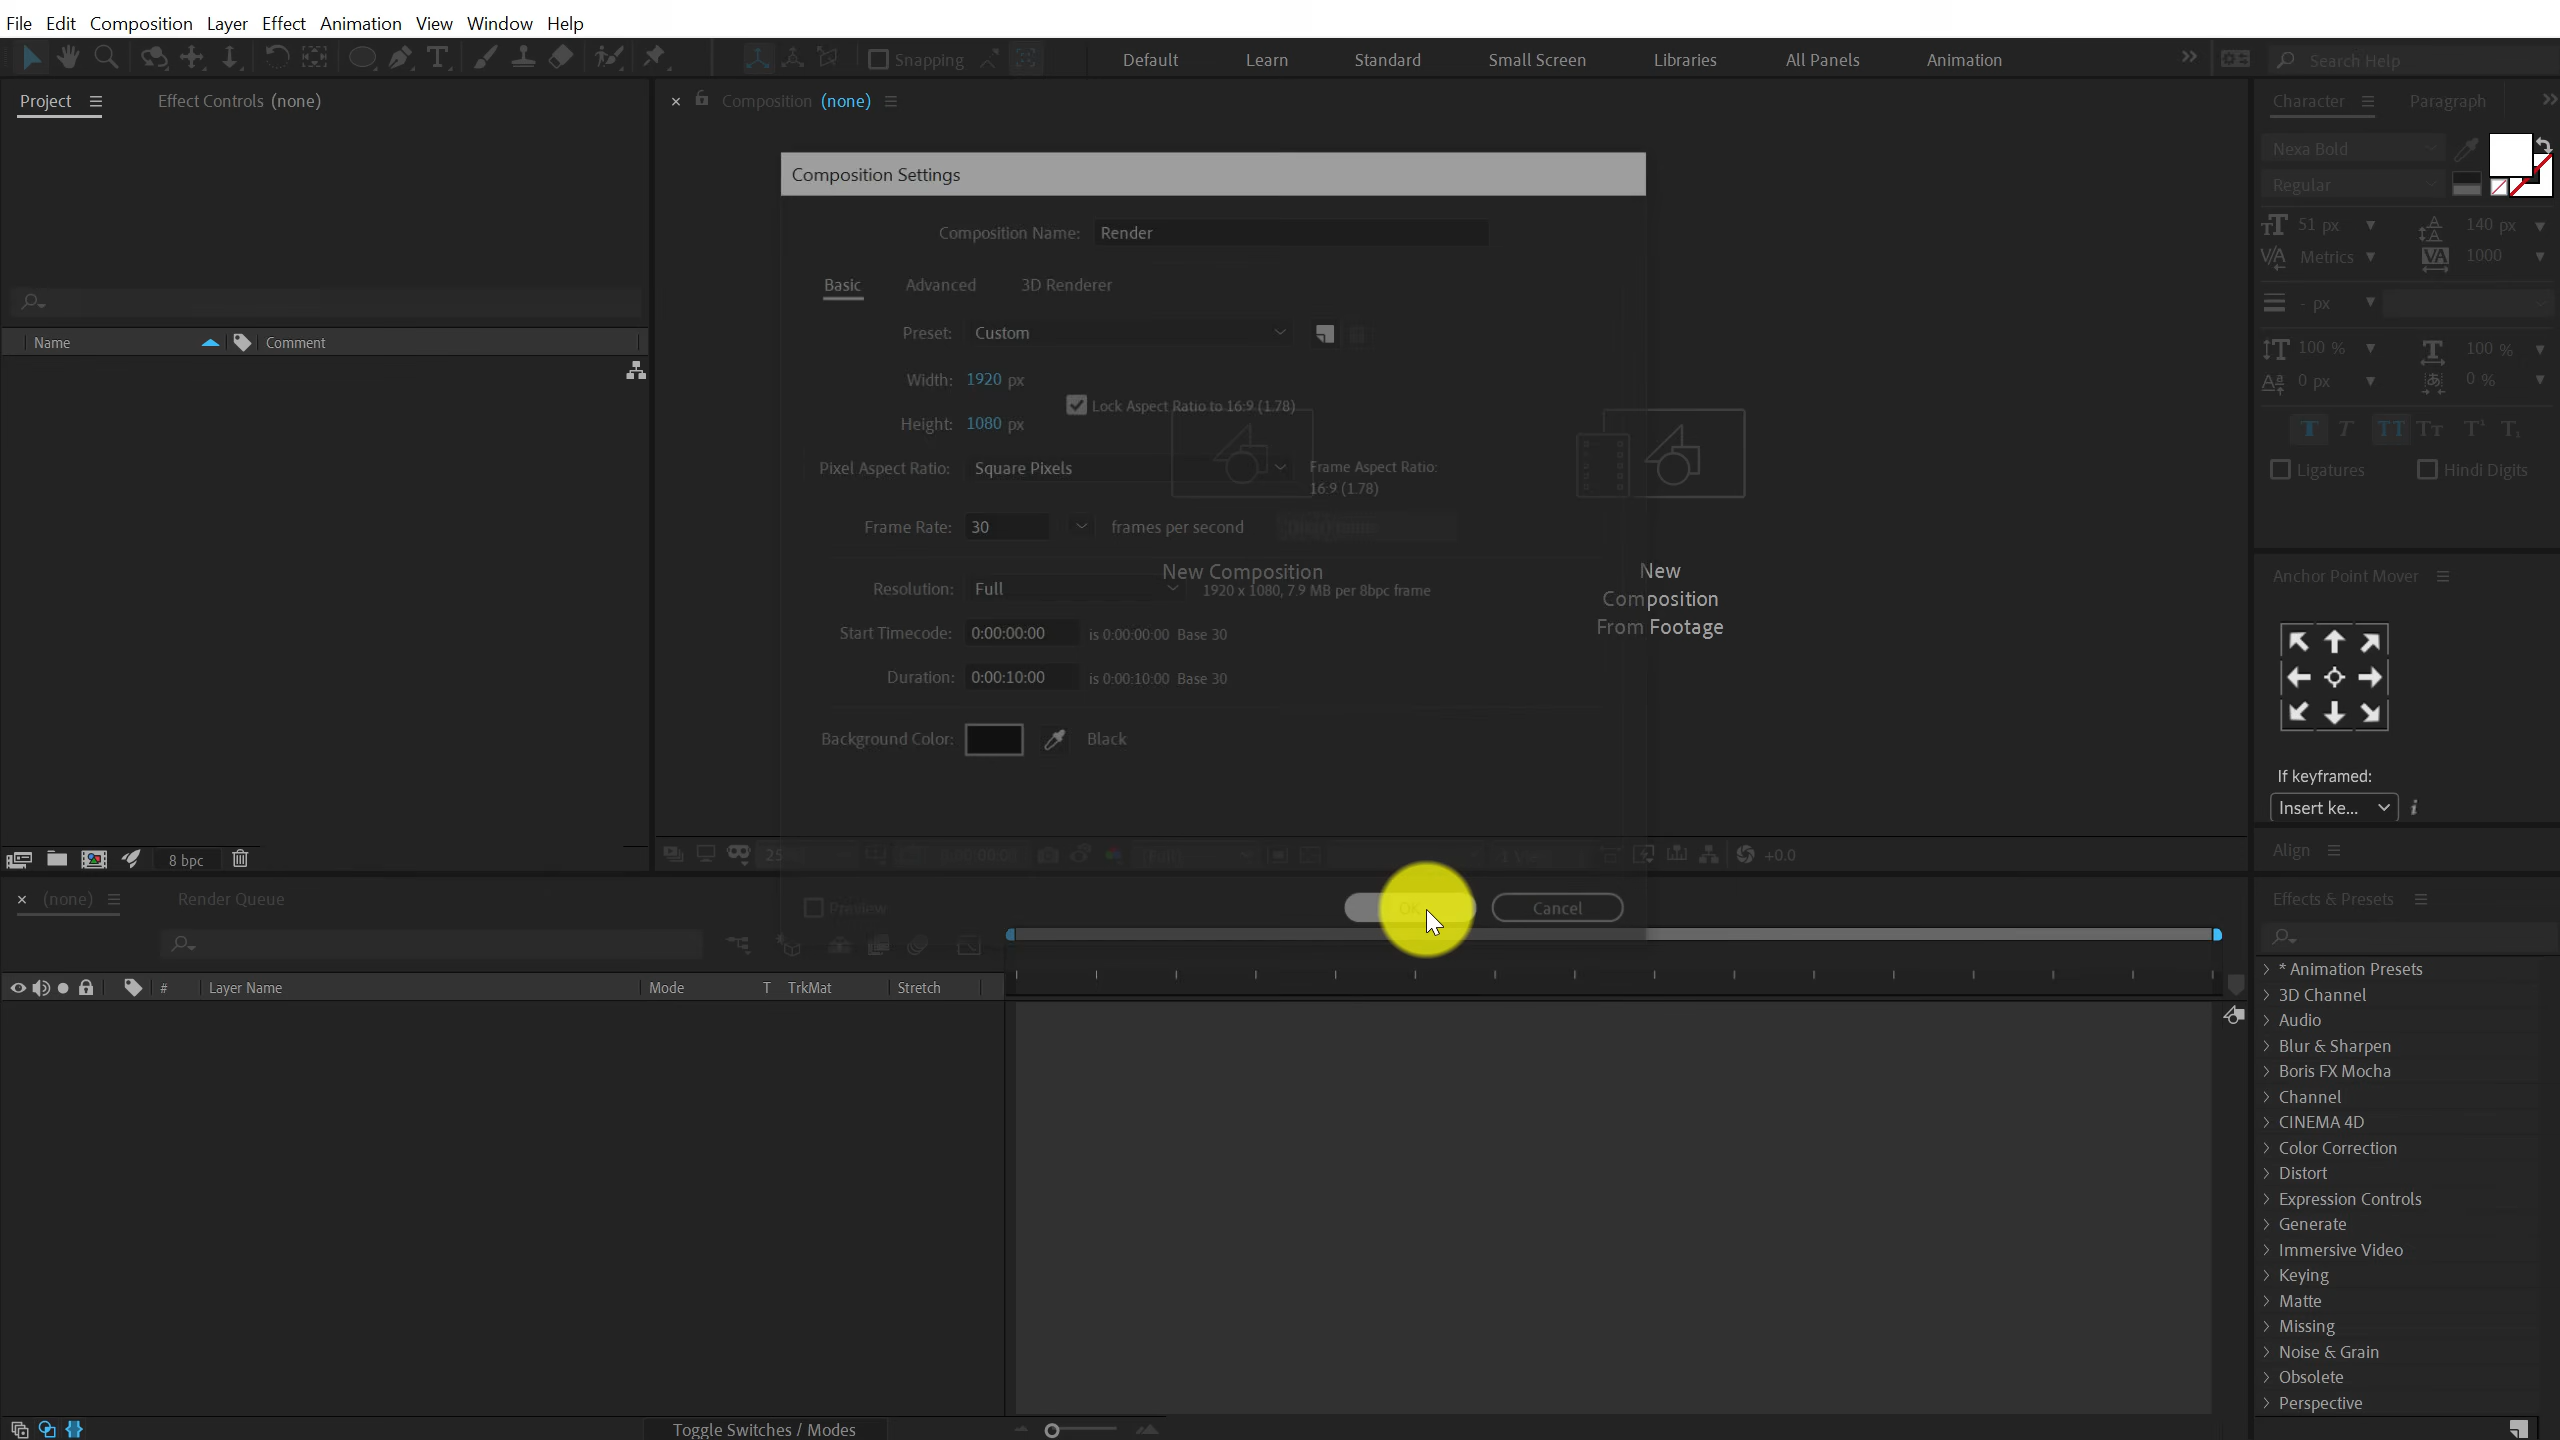 File Edit Composition Layer Effect Animation View Window Help
Snapping Default Learn Standard Small Screen Libraries All Panels Animation Search Help
Project Effect Controls (none) Composition (none) Character Paragraph
Nexa Bold
Regular
Composition Settings
Composition Name: Render
51 px 140 px
Metrics 1000
Basic Advanced 3D Renderer
- px
Preset: Custom
Name Comment
100 % 100 %
Width: 1920 px
0 px 0 %
Lock Aspect Ratio to 16:9 (1.78)
Height: 1080 px
Pixel Aspect Ratio: Square Pixels Frame Aspect Ratio:
16:9 (1.78)
Ligatures Hindi Digits
Frame Rate: 30 frames per second
New Composition
New
Composition
From Footage
Resolution: Full 1920 x 1080, 7.9 MB per 8bpc frame
Start Timecode: 0:00:00:00 is 0:00:00:00 Base 30
Duration: 0:00:10:00 is 0:00:10:00 Base 30
Background Color: Black
Anchor Point Mover
If keyframed:
Insert ke...
8 bpc
+0.0
Align
(none) Render Queue
Preview OK Cancel
Effects & Presets
# Layer Name Mode T TrkMat Stretch
* Animation Presets
3D Channel
Audio
Blur & Sharpen
Boris FX Mocha
Channel
CINEMA 4D
Color Correction
Distort
Expression Controls
Generate
Immersive Video
Keying
Matte
Missing
Noise & Grain
Obsolete
Perspective
Toggle Switches / Modes